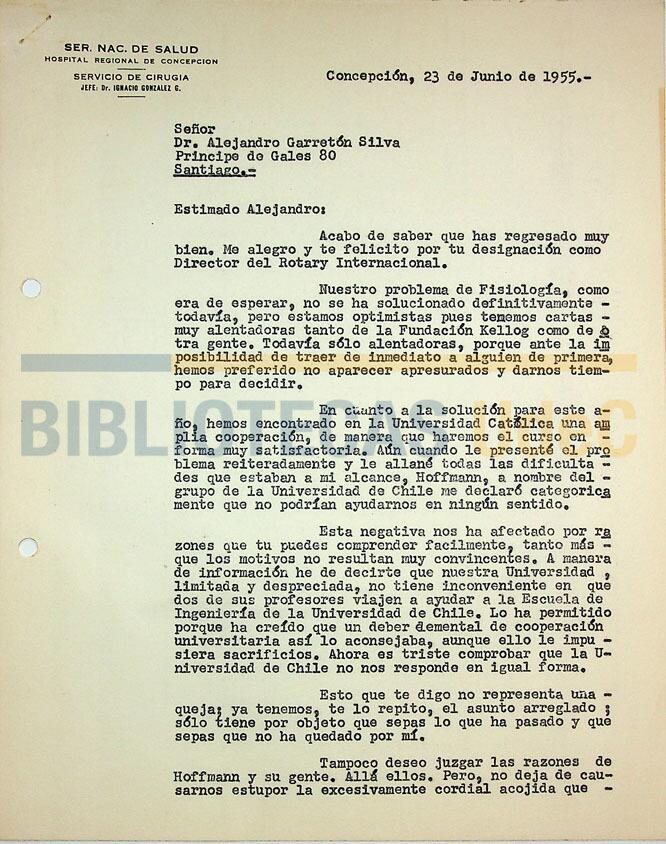 SER. NAC. DE SALUD
HOSPITAL REGIONAL DE CONCEPCION
SERVICIO DE CIRUGIA
JEFE: Dr. IGNACIO GONZALEZ G.
Concepción, 23 de Junio de 1955.-
Señor
Dr. Alejandro Garretón Silva
Principe de Gales 80
Santiago.-
Estimado Alejandro:
Acabo de saber que has regresado muy
bien. Me alegro y te felicito por tu designación como
Director del Rotary Internacional.
Nuestro problema de Fisiología, como
era de esperar, no se ha solucionado definitivamente -
todavía, pero estamos optimistas pues tenemos cartas -
muy alentadoras tanto de la Fundación Kellog como de o
tra gente. Todavía sólo alentadoras, porque ante la im
posibilidad de traer de inmediato a alguien de primera,
hemos preferido no aparecer apresurados y darnos tiem-
po para decidir.
En cuanto a la solución para este a-
ño, hemos encontrado en la Universidad Católica una am
plia cooperación, de manera que haremos el curso en -
forma muy satisfactoria. Aún cuando le presenté el pro
blema reiteradamente y le allané todas las dificulta -
des que estaban a mi alcance, Hoffmann, a nombre del -
grupo de la Universidad de Chile me declaró categorica
mente que no podrían ayudarnos en ningún sentido.
Esta negativa nos ha afectado por ra
zones que tu puedes comprender facilmente, tanto más -
que los motivos no resultan muy convincentes. A manera
de información he de decirte que nuestra Universidad ,
limitada y despreciada, no tiene inconveniente en que
dos de sus profesores viajen a ayudar a la Escuela de
Ingeniería de la Universidad de Chile. Lo ha permitido
porque ha creído que un deber elemental de cooperación
universitaria así lo aconsejaba, aunque ello le impu -
siera sacrificios. Ahora es triste comprobar que la U-
niversidad de Chile no nos responde en igual forma.
Esto que te digo no representa una -
queja; ya tenemos, te lo repito, el asunto arreglado ;
sólo tiene por objeto que sepas lo que ha pasado y que
sepas que no ha quedado por mí.
Tampoco deseo juzgar las razones de
Hoffmann y su gente. Allá ellos. Pero, no deja de cau-
sarnos estupor la excesivamente cordial acojida que -